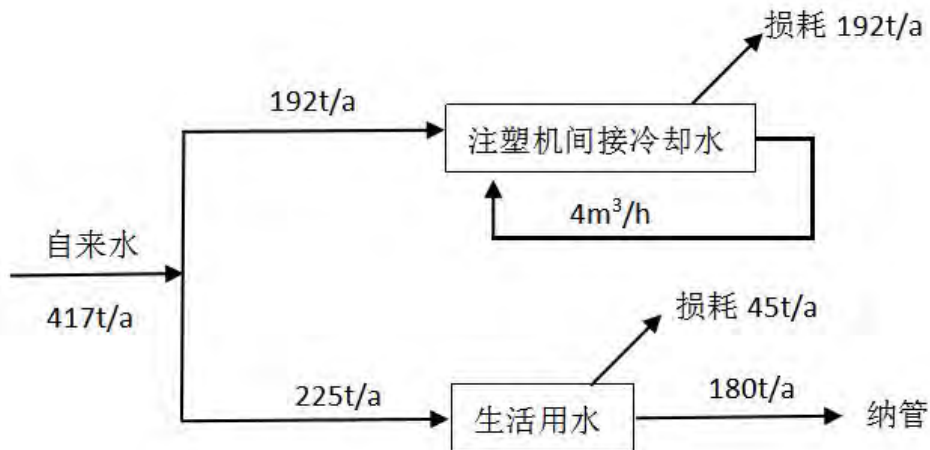 损耗 192t/a
192t/a
注塑机间接冷却水
4m³/h
自来水
417t/a
损耗 45t/a
225t/a
生活用水
180t/a
纳管